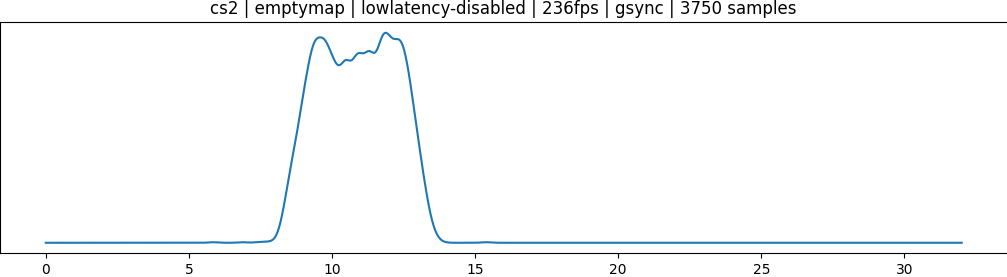 cs2 | emptymap | lowlatency-disabled | 236fps | gsync | 3750 samples
0 5 10 15 20 25 30